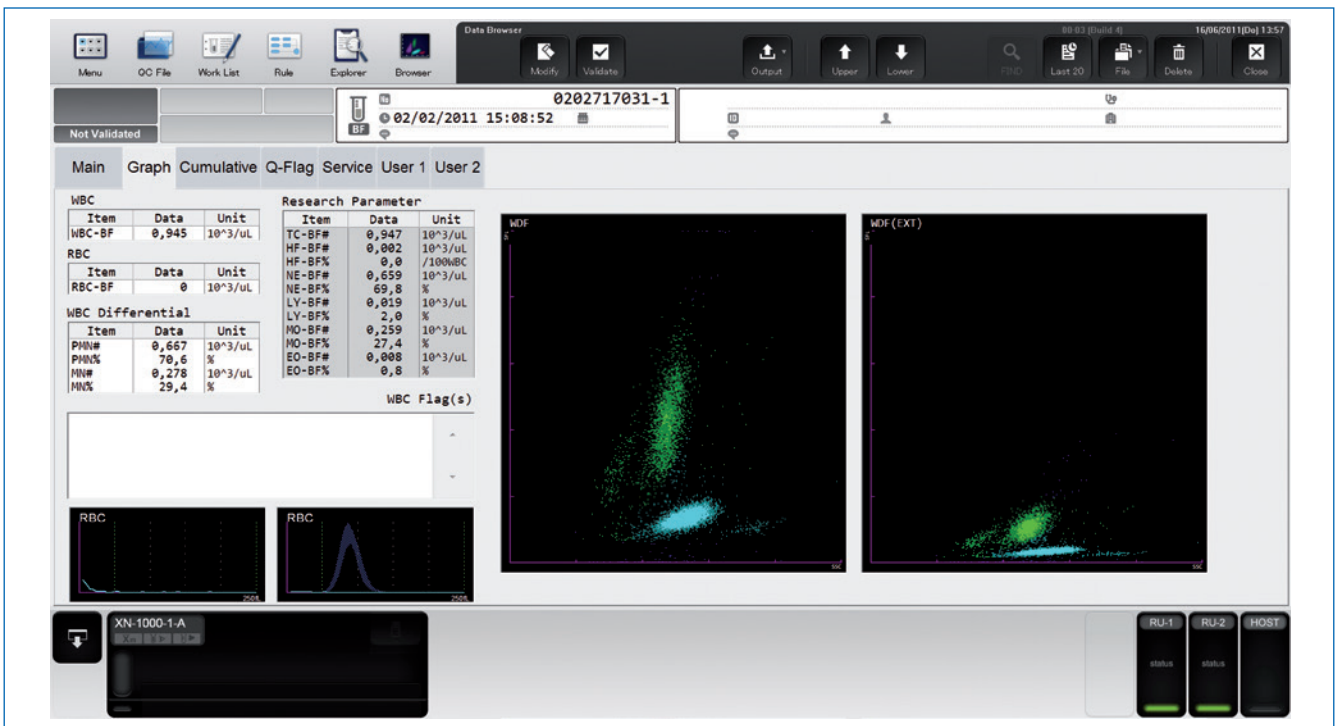 Data Browser 00-03 [Build 4] 16/06/2011(Do) 13:57
Menu QC File Work List Rule Explorer Browser Modify Validate Output Upper Lower FIND Last 20 File Delete Close
0202717031-1
02/02/2011 15:08:52
BF
Not Validated
Main Graph Cumulative Q-Flag Service User 1 User 2
WBC
Item Data Unit
WBC-BF 0,945 10^3/uL
RBC
Item Data Unit
RBC-BF 0 10^3/uL
WBC Differential
Item Data Unit
PMN# 0,667 10^3/uL
PMN% 70,6 %
MN# 0,278 10^3/uL
MN% 29,4 %
Research Parameter
Item Data Unit
TC-BF# 0,947 10^3/uL
HF-BF# 0,002 10^3/uL
HF-BF% 0,0 /100WBC
NE-BF# 0,659 10^3/uL
NE-BF% 69,8 %
LY-BF# 0,019 10^3/uL
LY-BF% 2,0 %
MO-BF# 0,259 10^3/uL
MO-BF% 27,4 %
EO-BF# 0,008 10^3/uL
EO-BF% 0,8 %
WBC Flag(s)
WDF
SSC
WDF(EXT)
SSC
RBC
250fL
RBC
250fL
XN-1000-1-A
RU-1 RU-2 HOST
status status